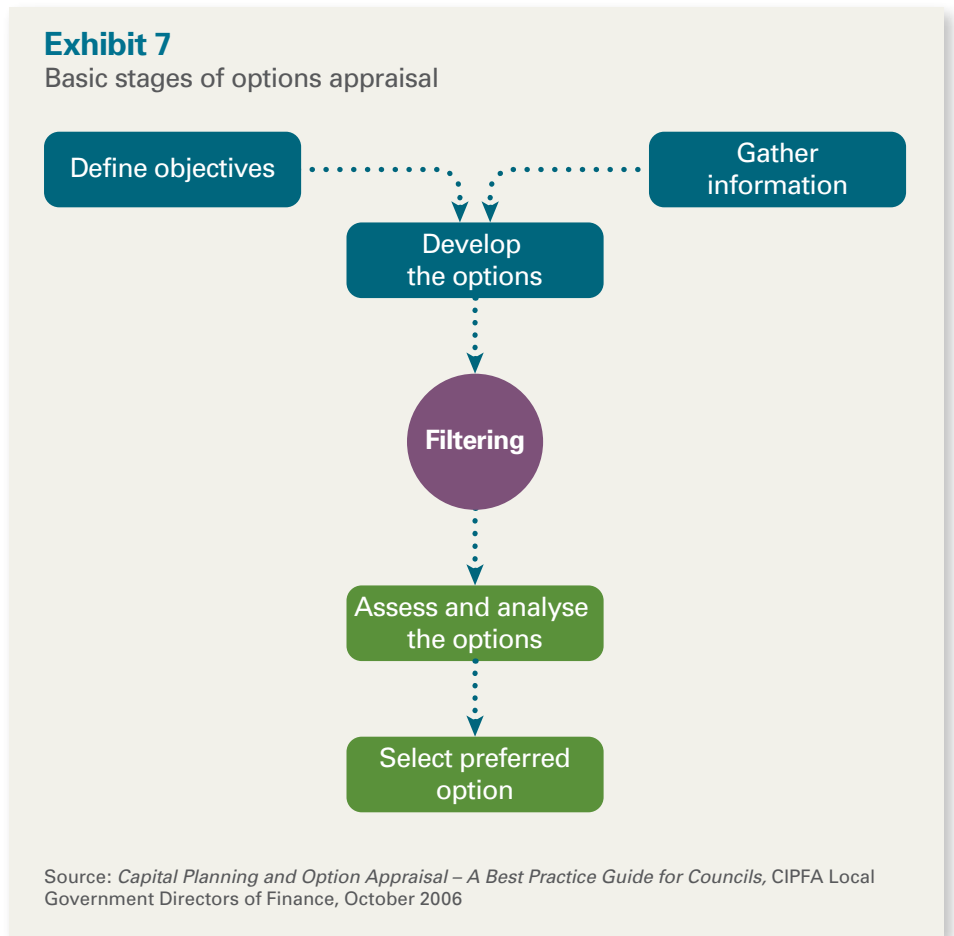 Exhibit 7
Basic stages of options appraisal
Define objectives
Gather
information
Develop
the options
Filtering
Assess and analyse
the options
Select preferred
option
Source: Capital Planning and Option Appraisal – A Best Practice Guide for Councils, CIPFA Local
Government Directors of Finance, October 2006